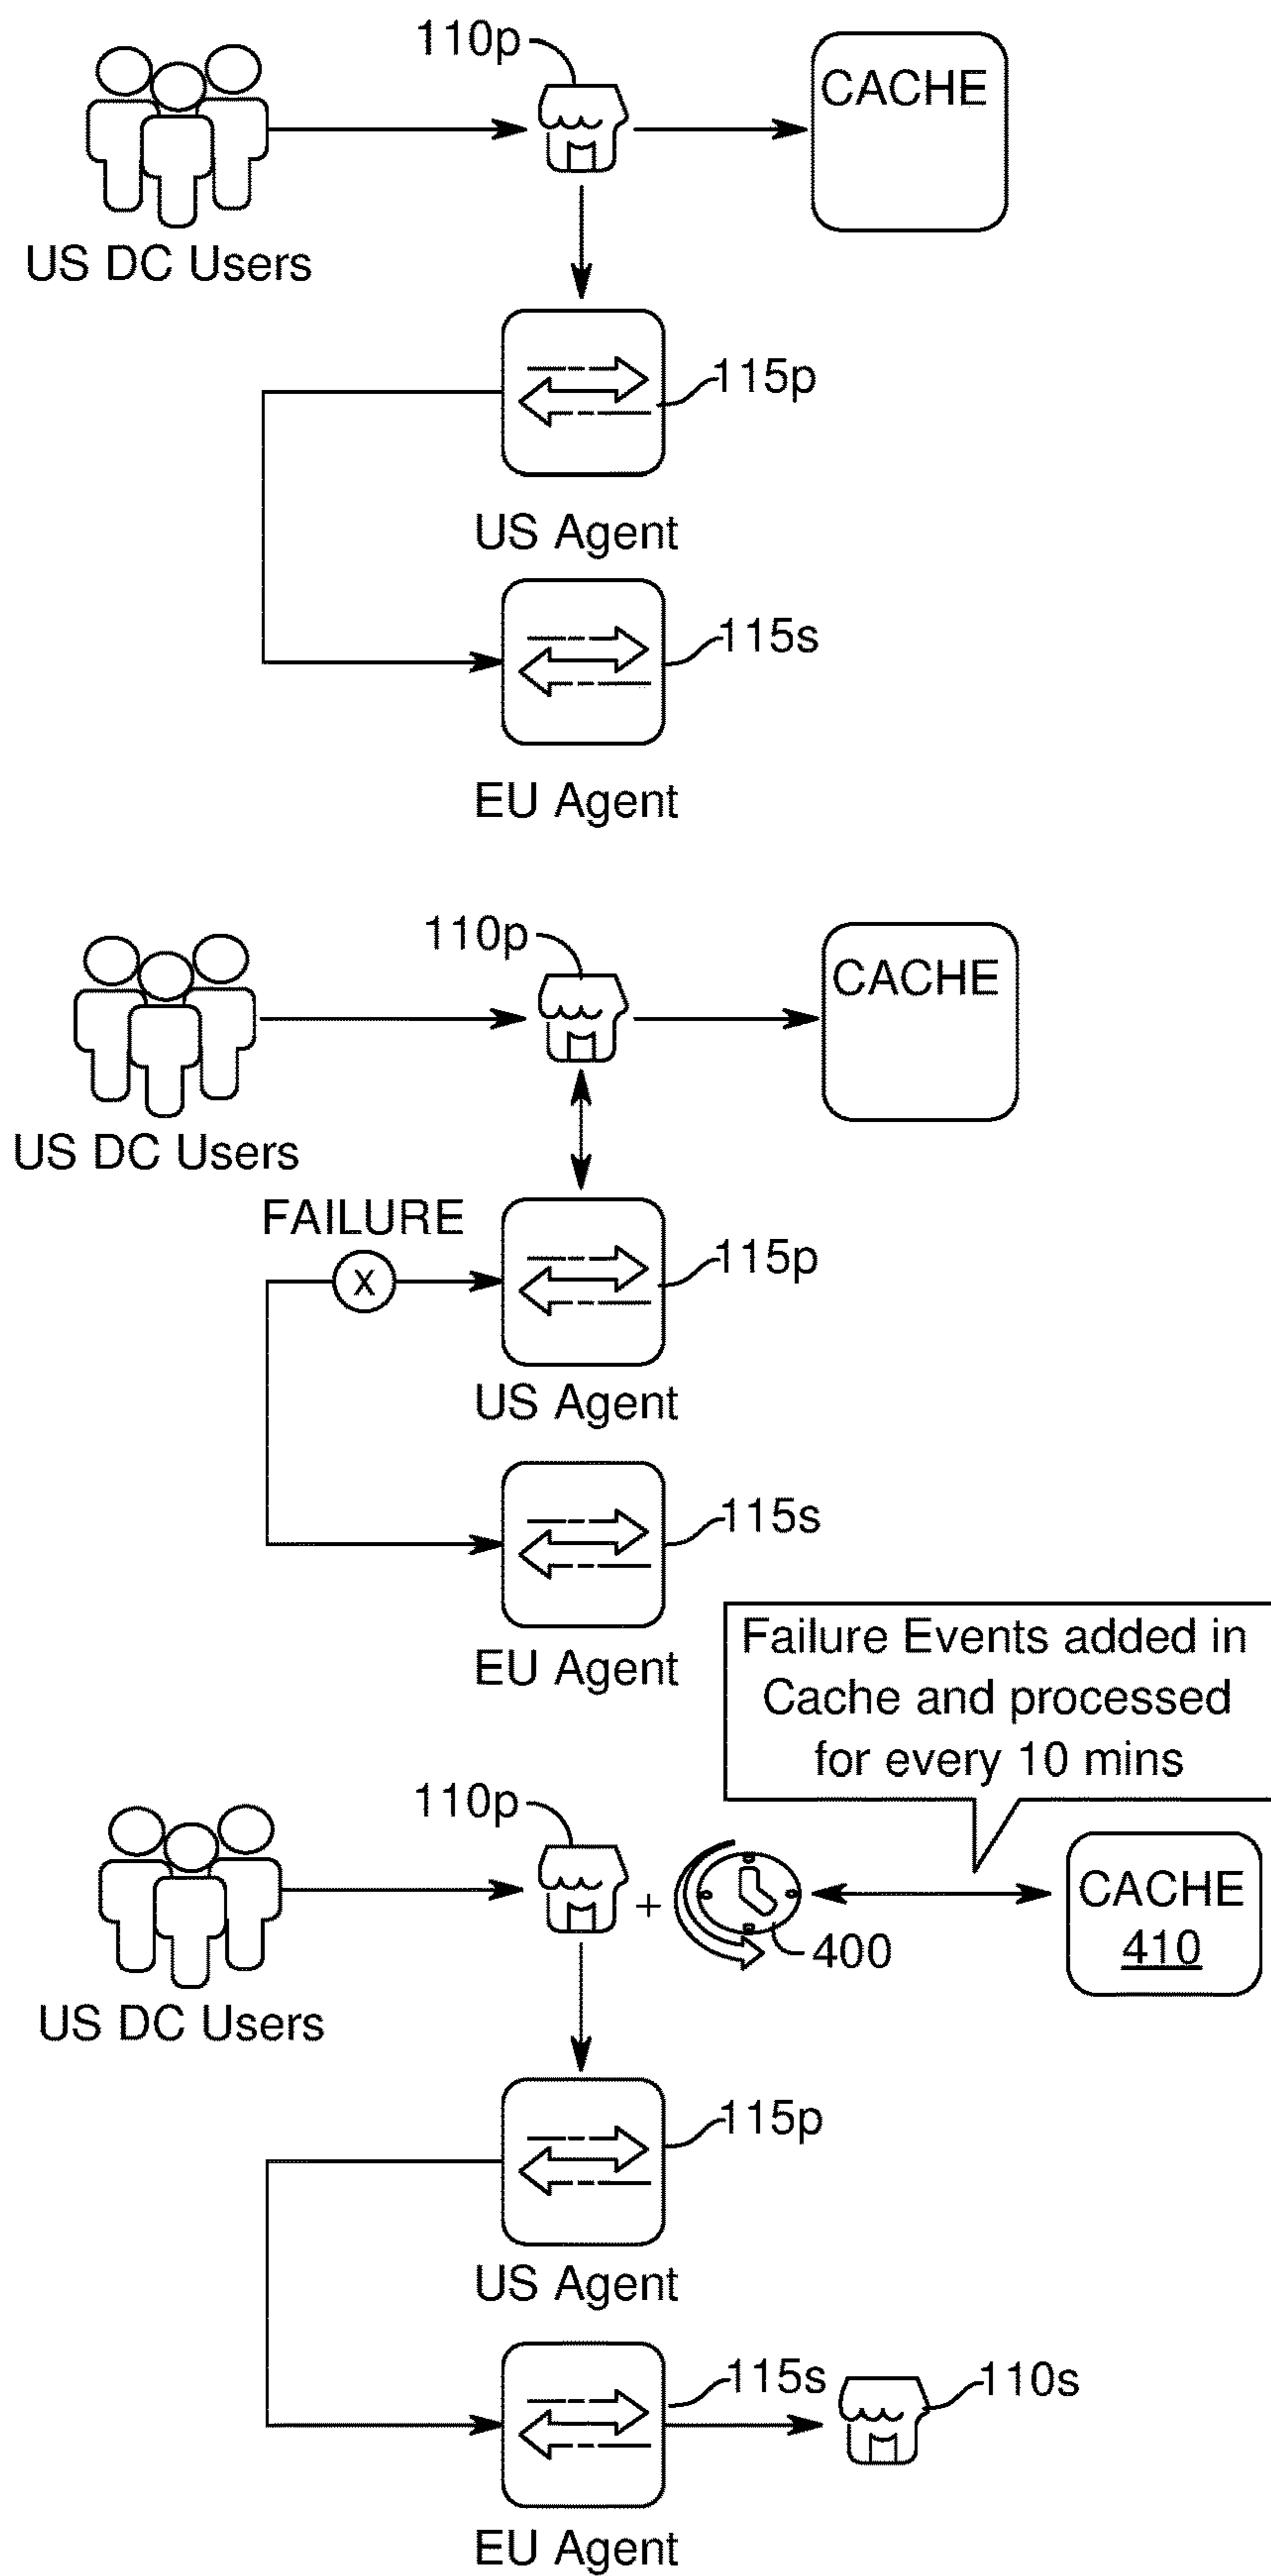 110p
CACHE
US DC Users
115p
US Agent
115s
EU Agent
110p
CACHE
US DC Users
FAILURE
X
115p
US Agent
115s
EU Agent
Failure Events added in
Cache and processed
for every 10 mins
110p
+
400
CACHE
410
US DC Users
115p
US Agent
115s
110s
EU Agent